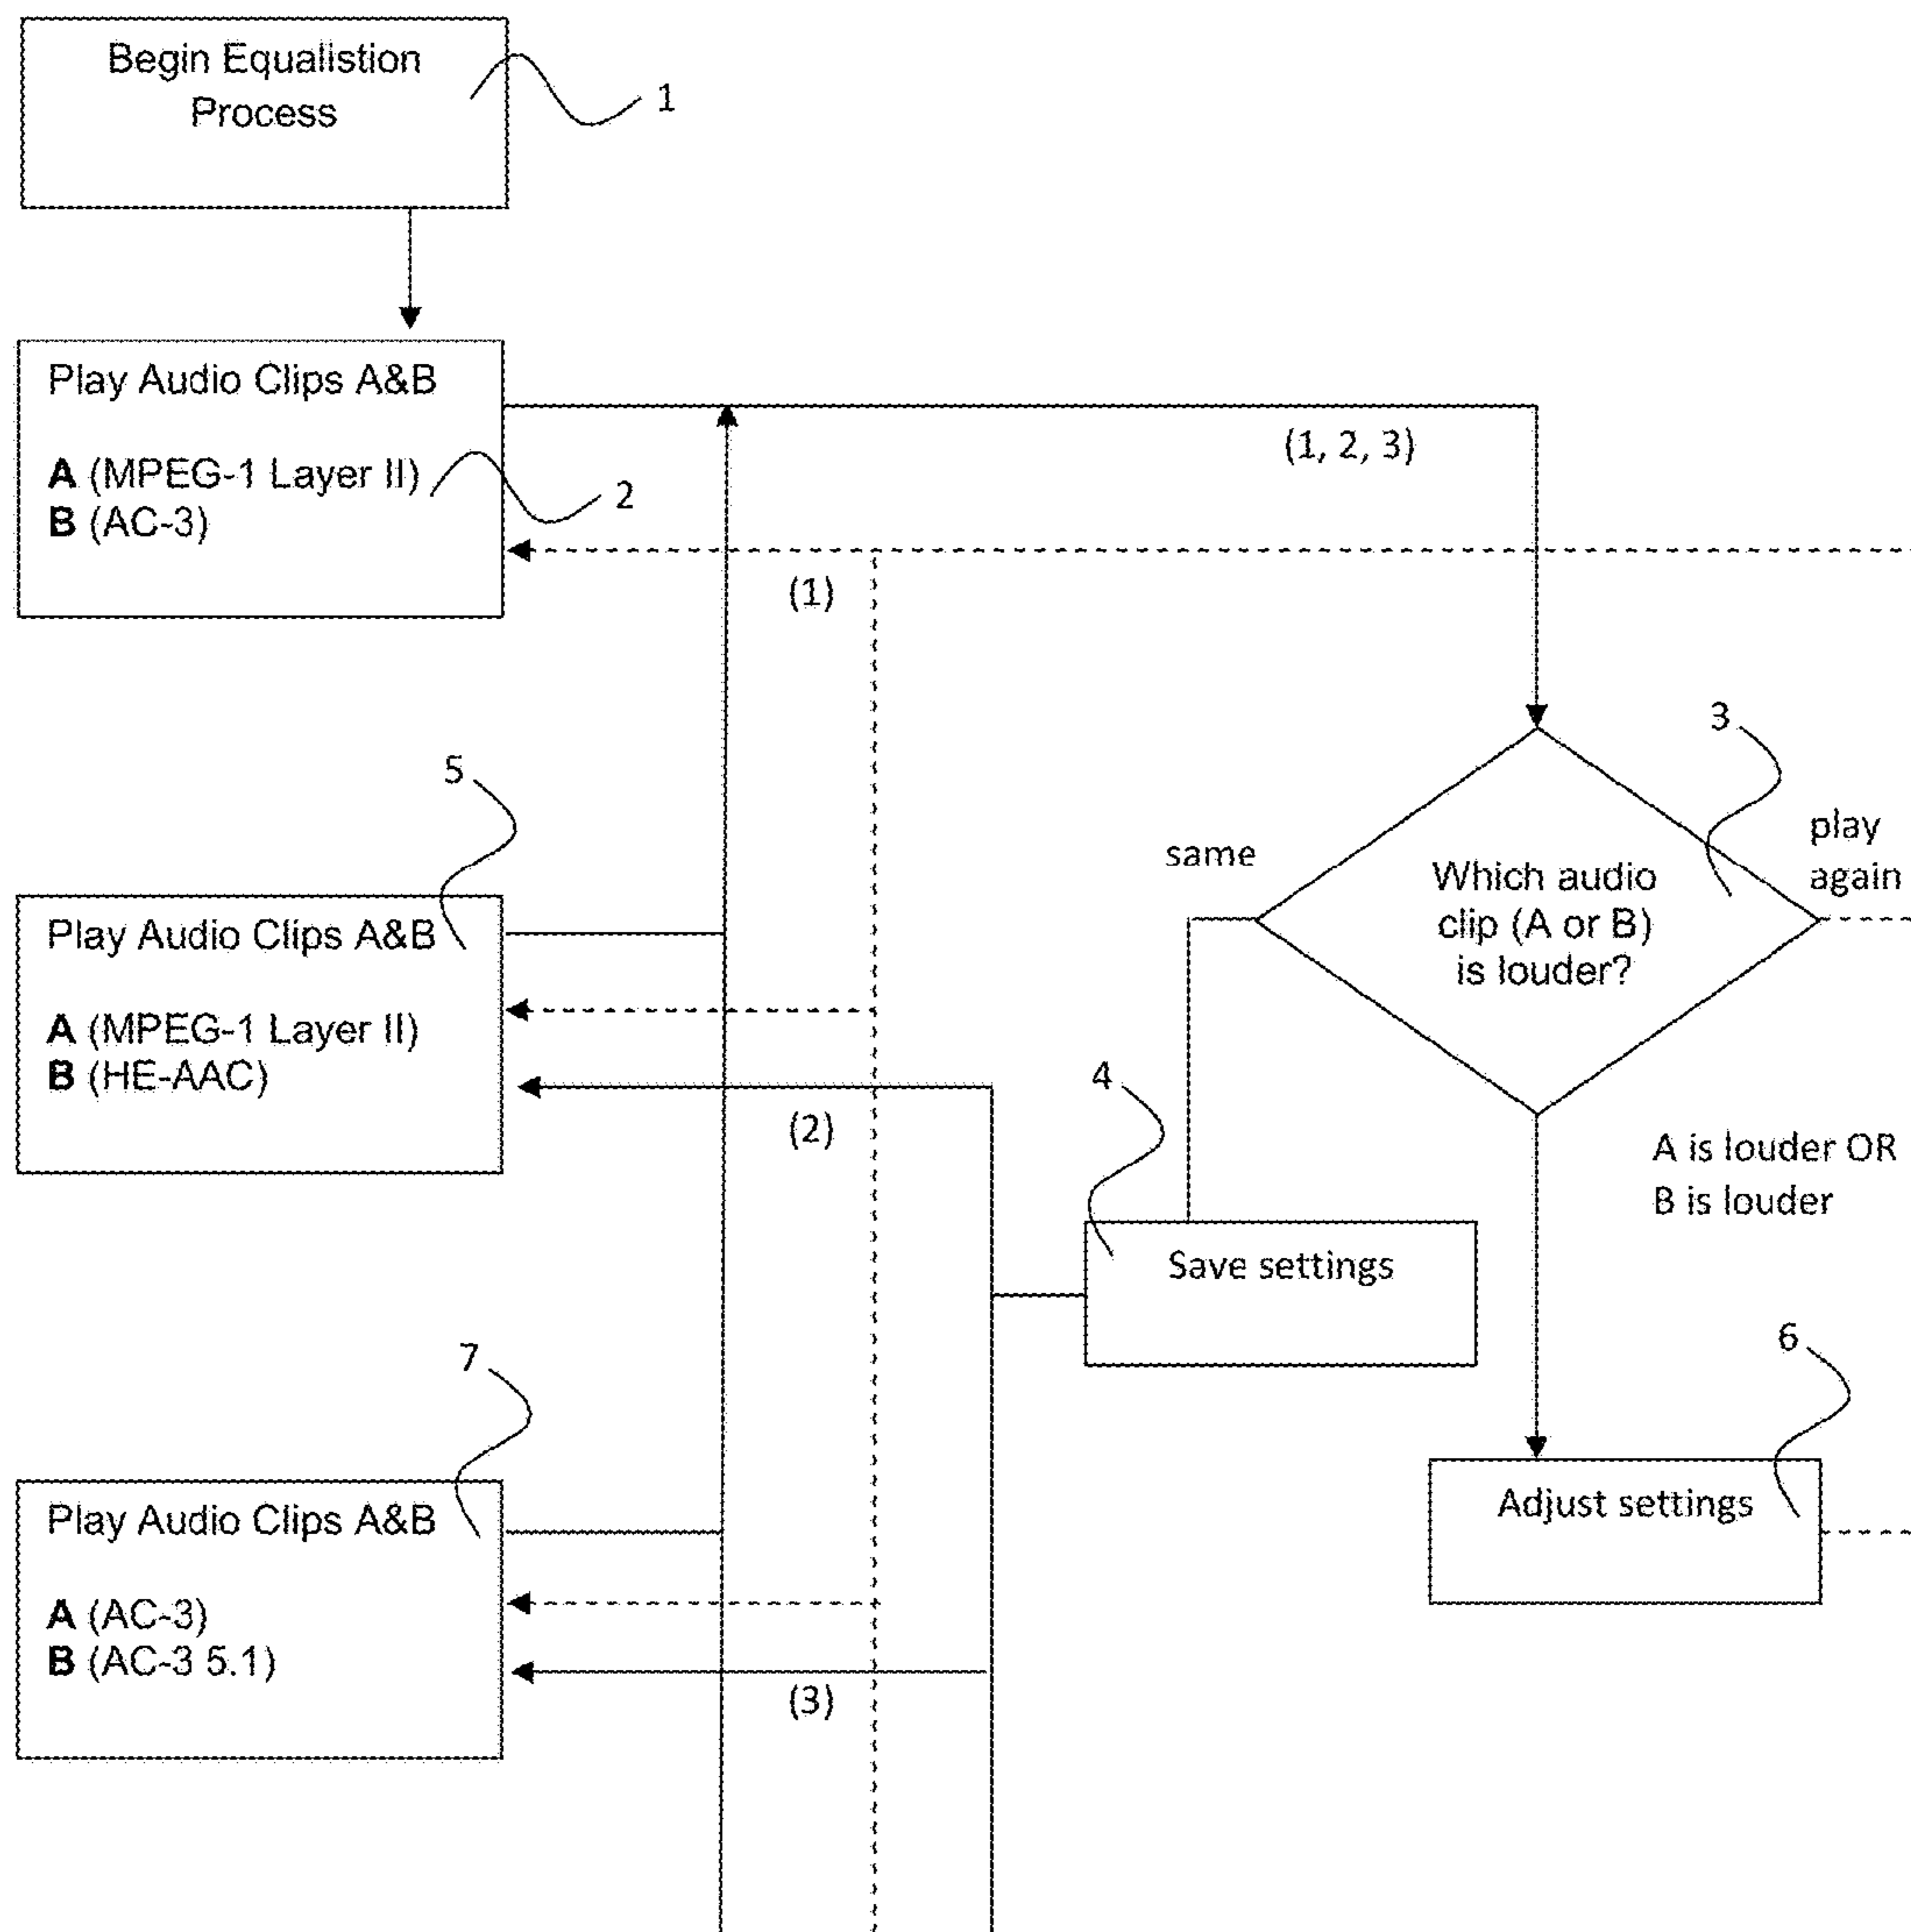 Begin Equalistion
Process
1
Play Audio Clips A&B
A (MPEG-1 Layer II)
B (AC-3)
2
(1, 2, 3)
(1)
3
5
play
again
same
Which audio
clip (A or B)
is louder?
Play Audio Clips A&B
A (MPEG-1 Layer II)
B (HE-AAC)
(2)
4
A is louder OR
B is louder
Save settings
6
7
Adjust settings
Play Audio Clips A&B
A (AC-3)
B (AC-3 5.1)
(3)